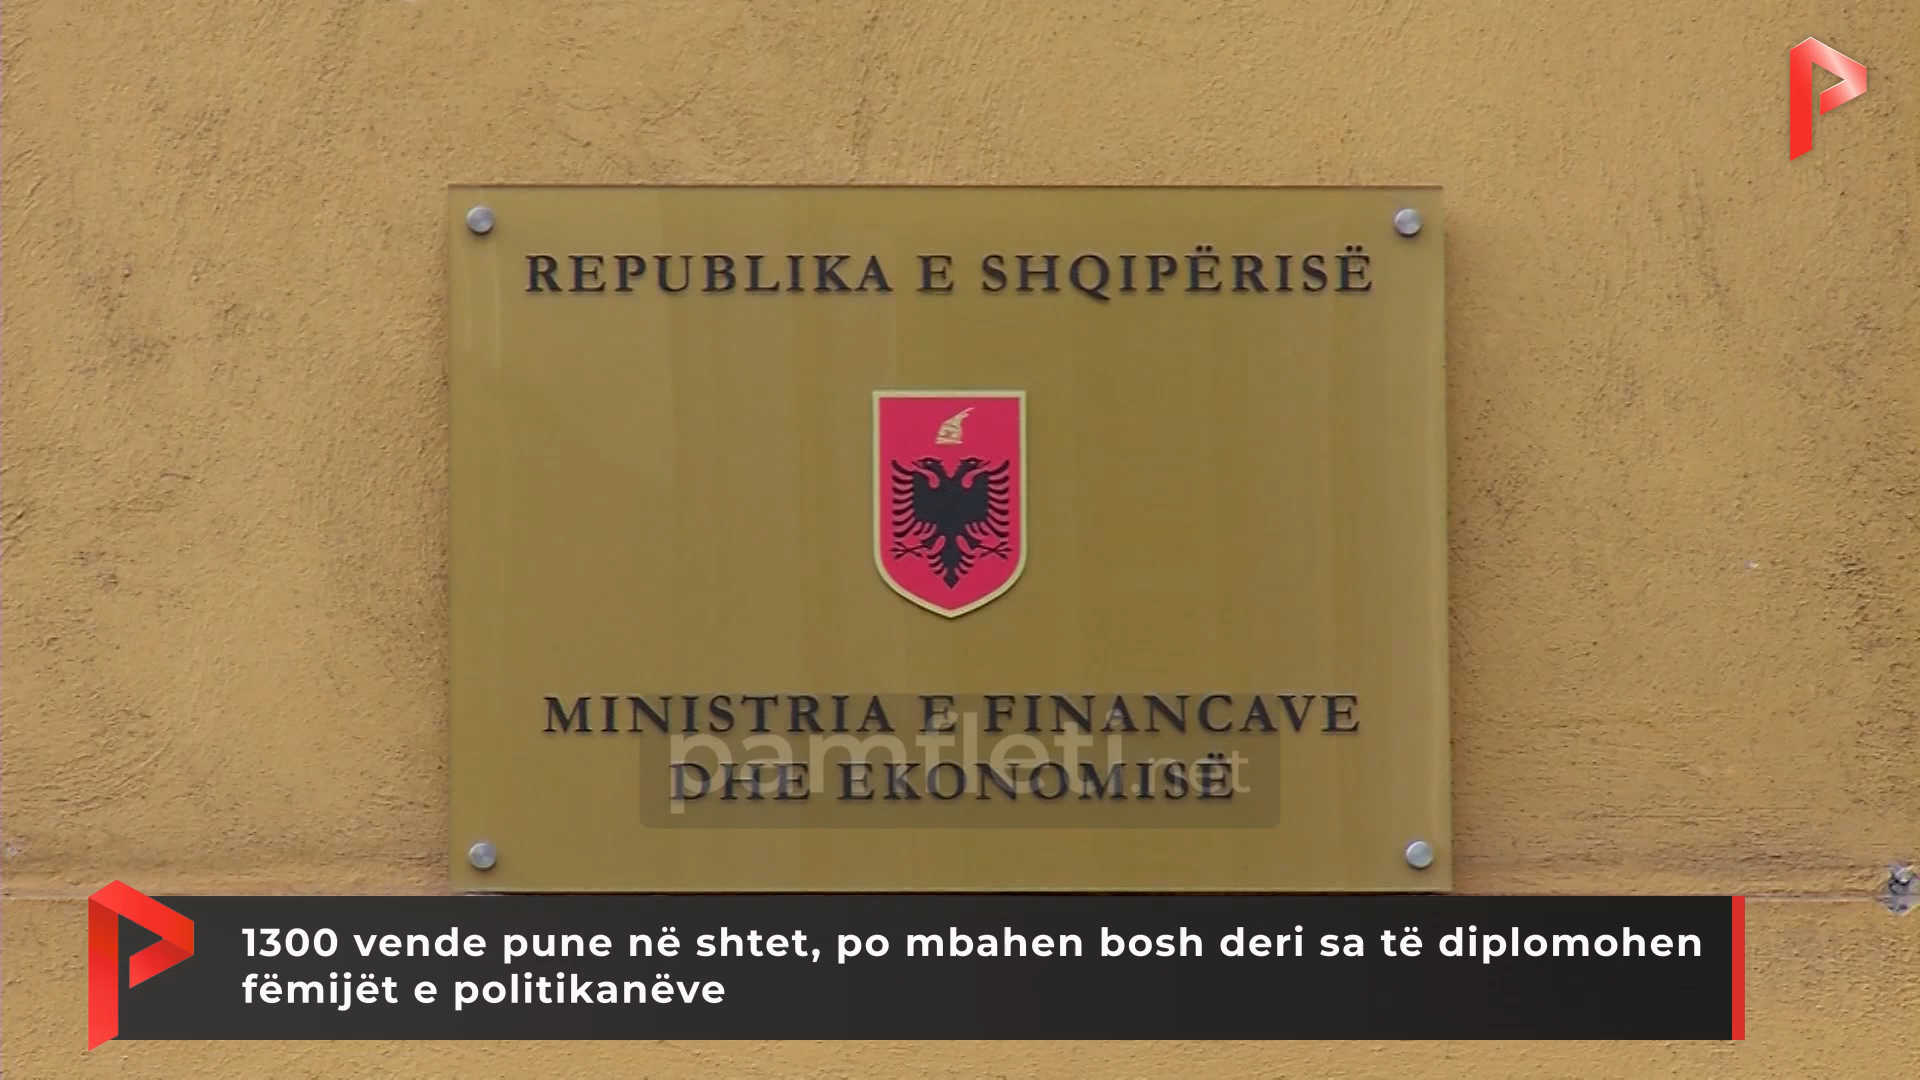 REPUBLIKA E SHQIPËRISË
MINISTRIA E FINANCAVE
DHE EKONOMISË
pamfleti.net
1300 vende pune në shtet, po mbahen bosh deri sa të diplomohen
fëmijët e politikanëve